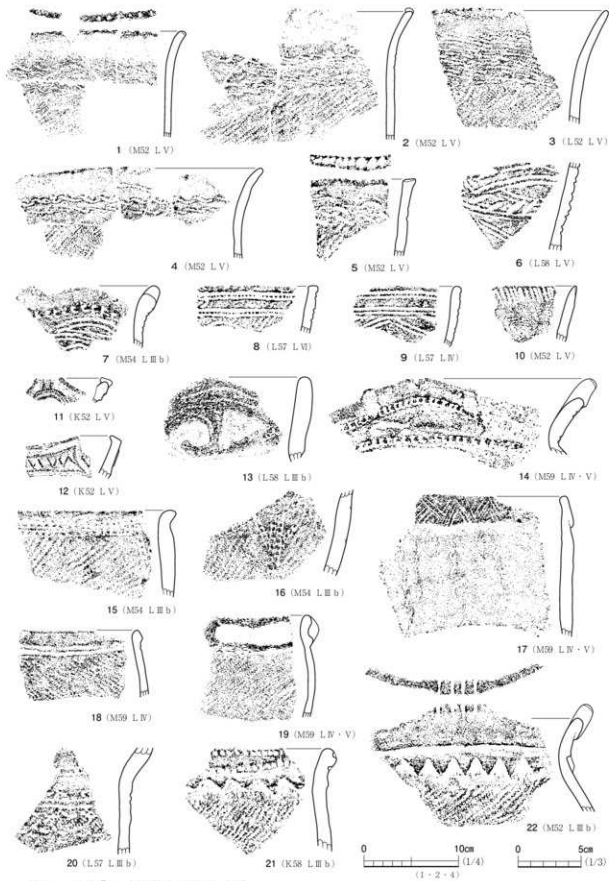 1 (M52 LⅤ)
2 (M52 LⅤ)
3 (L52 LⅤ)
4 (M52 LⅤ)
5 (M52 LⅤ)
6 (L58 LⅤ)
7 (M54 LⅢb)
8 (L57 LⅥ)
9 (L57 LⅣ)
10 (M52 LⅤ)
11 (K52 LⅤ)
12 (K52 LⅤ)
13 (L58 LⅢb)
14 (M59 LⅣ・Ⅴ)
15 (M54 LⅢb)
16 (M54 LⅢb)
17 (M59 LⅣ・Ⅴ)
18 (M59 LⅣ)
19 (M59 LⅣ・Ⅴ)
20 (L57 LⅢb)
21 (K58 LⅢb)
22 (M52 LⅢb)
0 10cm (1/4)
(1・2・4)
0 5cm (1/3)